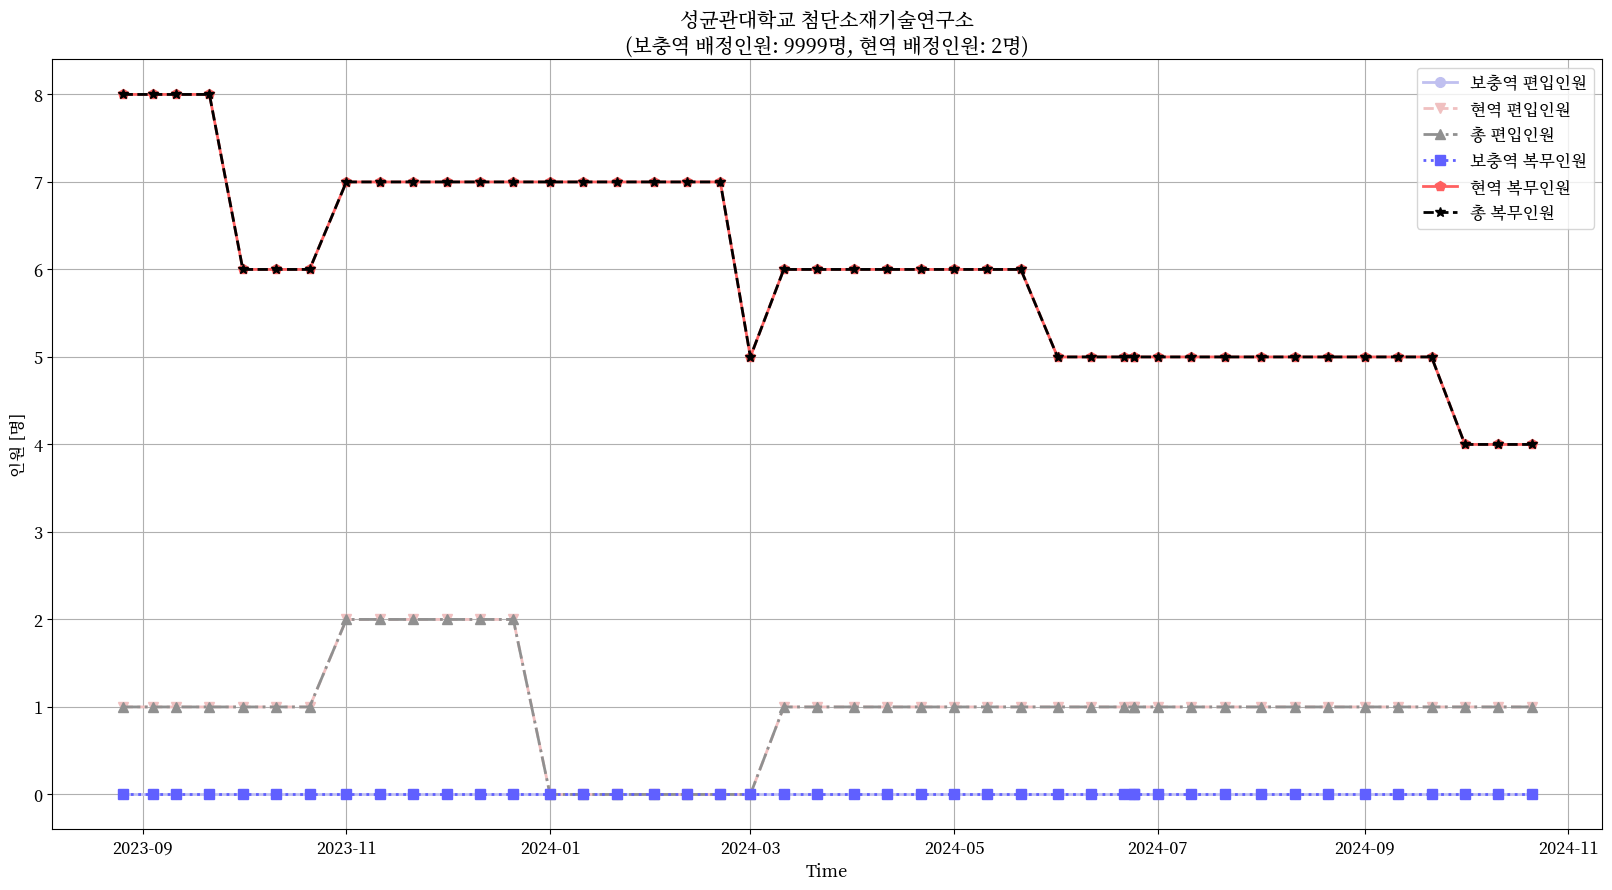 성균관대학교 첨단소재기술연구소
(보충역 배정인원: 9999명, 현역 배정인원: 2명)
보충역 편입인원
현역 편입인원
총 편입인원
보충역 복무인원
현역 복무인원
총 복무인원
인원 [명]
8
7
6
5
4
3
2
1
0
2023-09
2023-11
2024-01
2024-03
2024-05
2024-07
2024-09
2024-11
Time